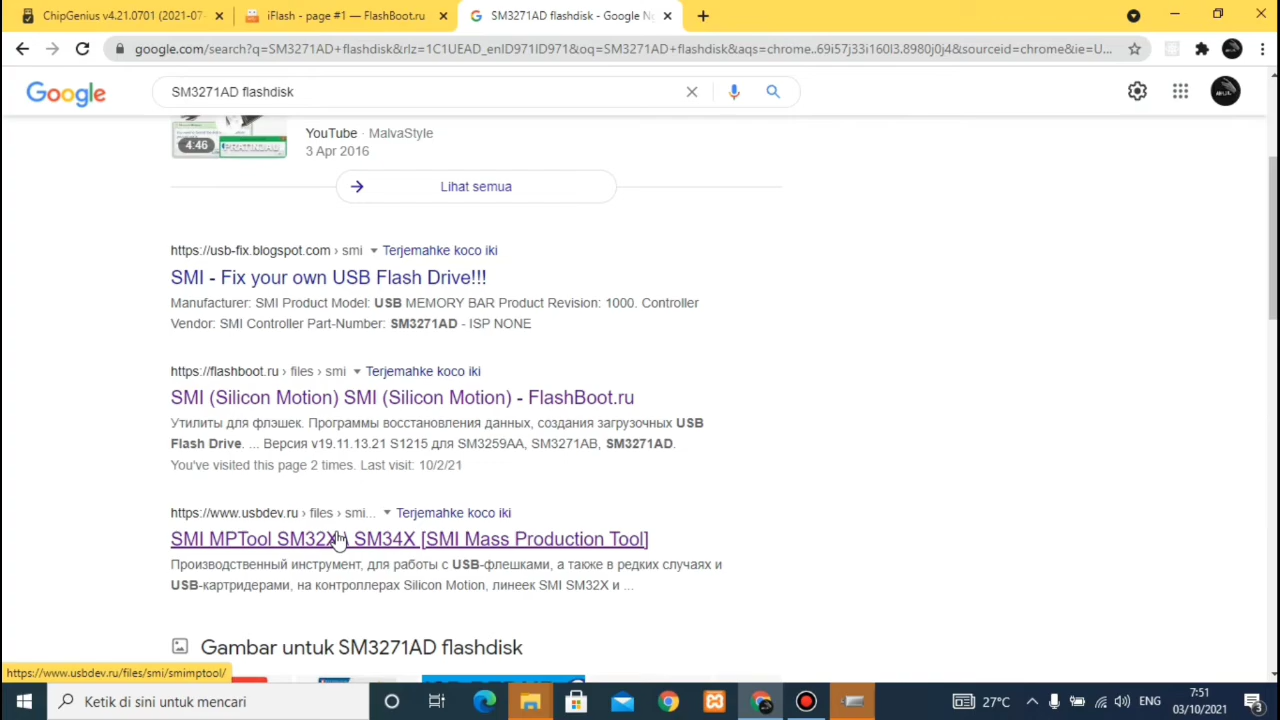 ChipGenius v4.21.0701 (2021-07-
iFlash - page #1 — FlashBoot.ru
SM3271AD flashdisk - Google
google.com/search?q=SM3271AD+flashdisk&rlz=1C1UEAD_enID971ID971&oq=SM3271AD+flashdisk&aqs=chrome..69i57j33i160l3.8980j0j4&sourceid=chrome&ie=U...
Google
SM3271AD flashdisk
4:46
YouTube · MalvaStyle
3 Apr 2016
Lihat semua
https://usb-fix.blogspot.com › smi Terjemahke koco iki
SMI - Fix your own USB Flash Drive!!!
Manufacturer: SMI Product Model: USB MEMORY BAR Product Revision: 1000. Controller
Vendor: SMI Controller Part-Number: SM3271AD - ISP NONE
https://flashboot.ru › files › smi Terjemahke koco iki
SMI (Silicon Motion) SMI (Silicon Motion) - FlashBoot.ru
Утилиты для флэшек. Программы восстановления данных, создания загрузочных USB
Flash Drive. ... Версия v19.11.13.21 S1215 для SM3259AA, SM3271AB, SM3271AD.
You've visited this page 2 times. Last visit: 10/2/21
https://www.usbdev.ru › files › smi... Terjemahke koco iki
SMI MPTool SM32X SM34X [SMI Mass Production Tool]
Производственный инструмент, для работы с USB-флешками, а также в редких случаях и
USB-картридерами, на контроллерах Silicon Motion, линеек SMI SM32X и ...
Gambar untuk SM3271AD flashdisk
https://www.usbdev.ru/files/smi/smimptool/
Ketik di sini untuk mencari
27°C
ENG
7:51
03/10/2021
3